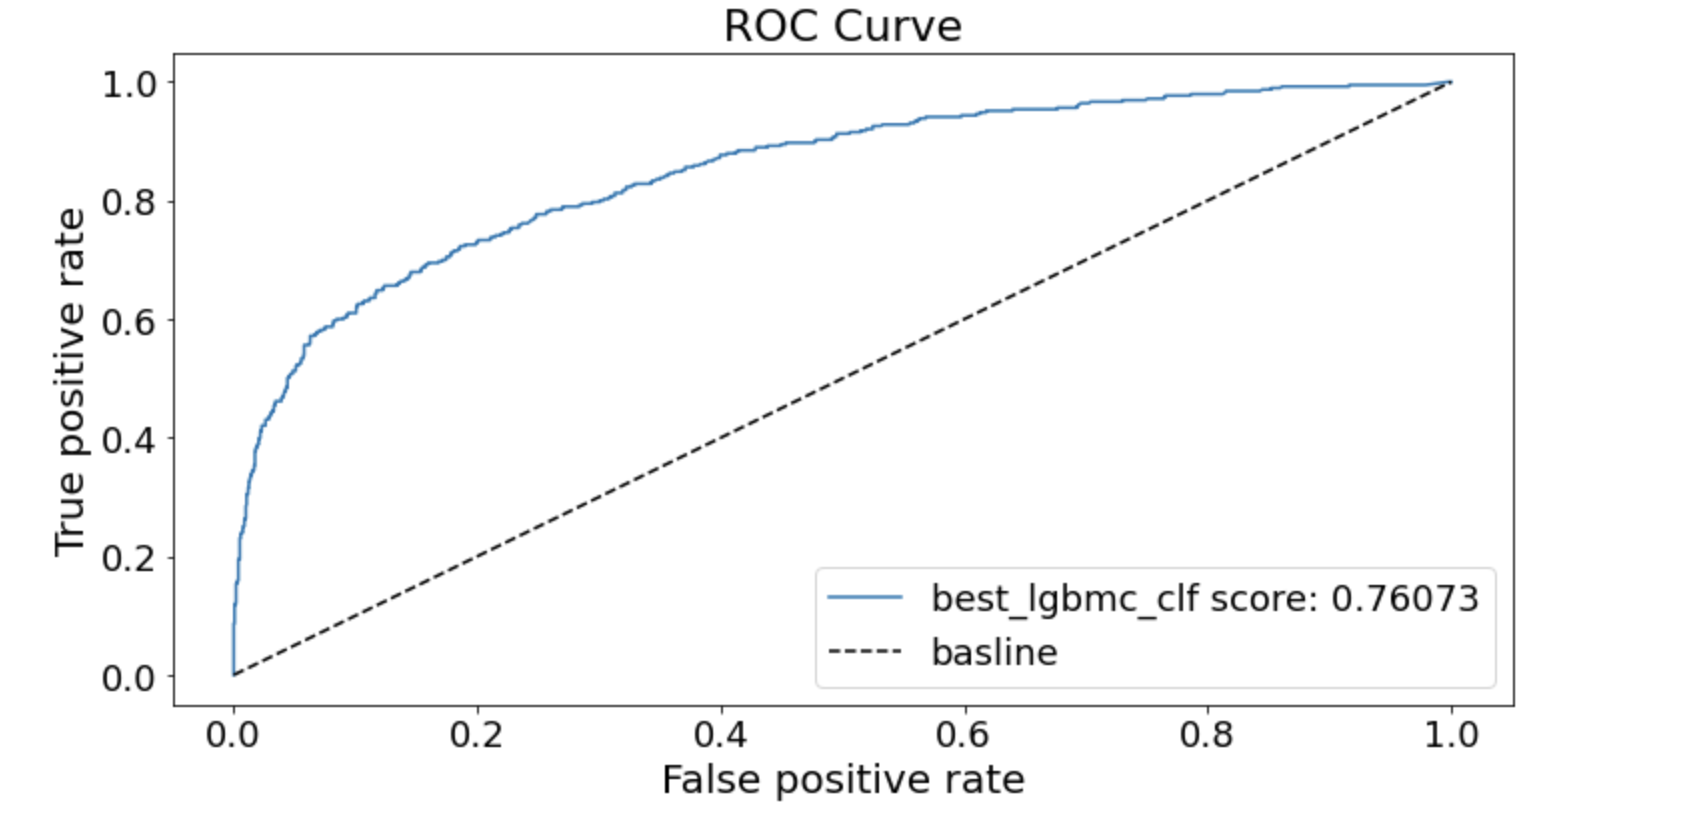 ROC Curve
True positive rate
1.0
0.8
0.6
0.4
0.2
0.0
best_lgbmc_clf score: 0.76073
basline
0.0 0.2 0.4 0.6 0.8 1.0
False positive rate